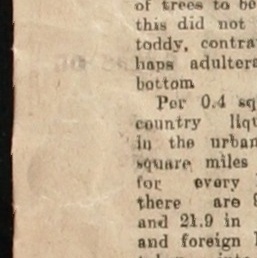 of trees to be
this did not
toddy, contra
haps adultera
bottom
Per 0.4 sq
country liqu
in the urban
square miles
for every
there are
and 21.9 in
and foreign